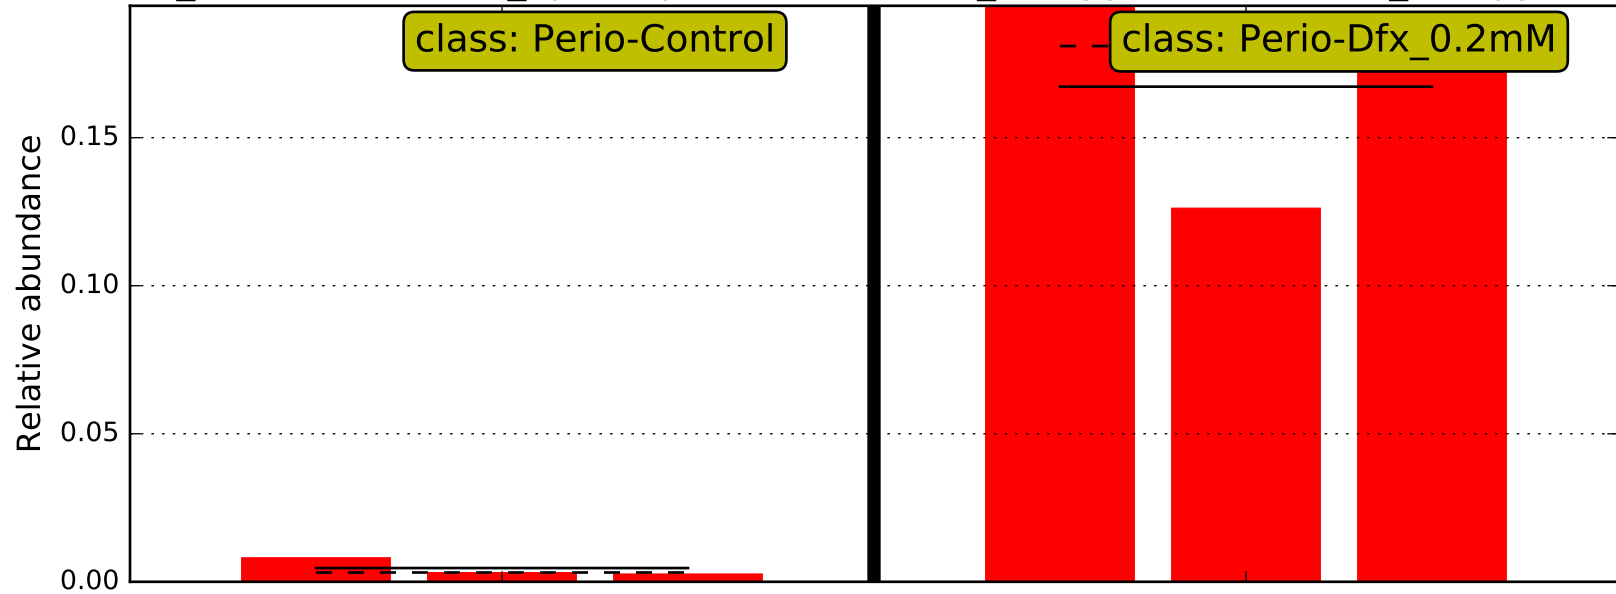 class: Perio-Control
class: Perio-Dfx_0.2mM
Relative abundance
0.15
0.10
0.05
0.00